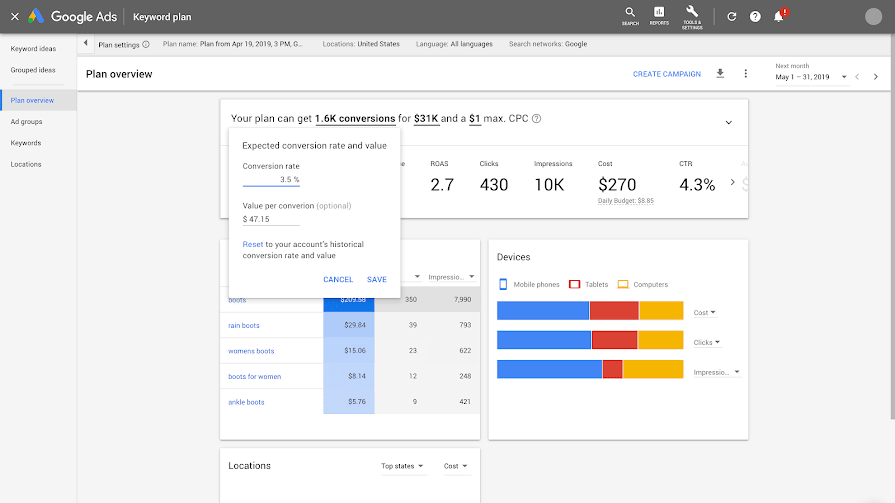 Google Ads
Keyword plan
SEARCH
REPORTS
TOOLS &
SETTINGS
Keyword ideas
Grouped ideas
Plan overview
Ad groups
Keywords
Locations
Plan settings
Plan name: Plan from Apr 19, 2019, 3 PM, G...
Locations: United States
Language: All languages
Search networks: Google
Plan overview
CREATE CAMPAIGN
Next month
May 1 – 31, 2019
Your plan can get 1.6K conversions for $31K and a $1 max. CPC
Expected conversion rate and value
Conversion rate
3.5 %
Value per converion (optional)
$ 47.15
Reset to your account's historical
conversion rate and value
CANCEL
SAVE
ROAS
Clicks
Impressions
Cost
CTR
2.7
430
10K
$270
4.3%
Daily Budget: $8.85
Impressio...
boots $209.58 350 7,990
rain boots $29.84 39 793
womens boots $15.06 23 622
boots for women $8.14 12 248
ankle boots $5.76 9 421
Devices
Mobile phones
Tablets
Computers
Cost
Clicks
Impressio...
Locations
Top states
Cost